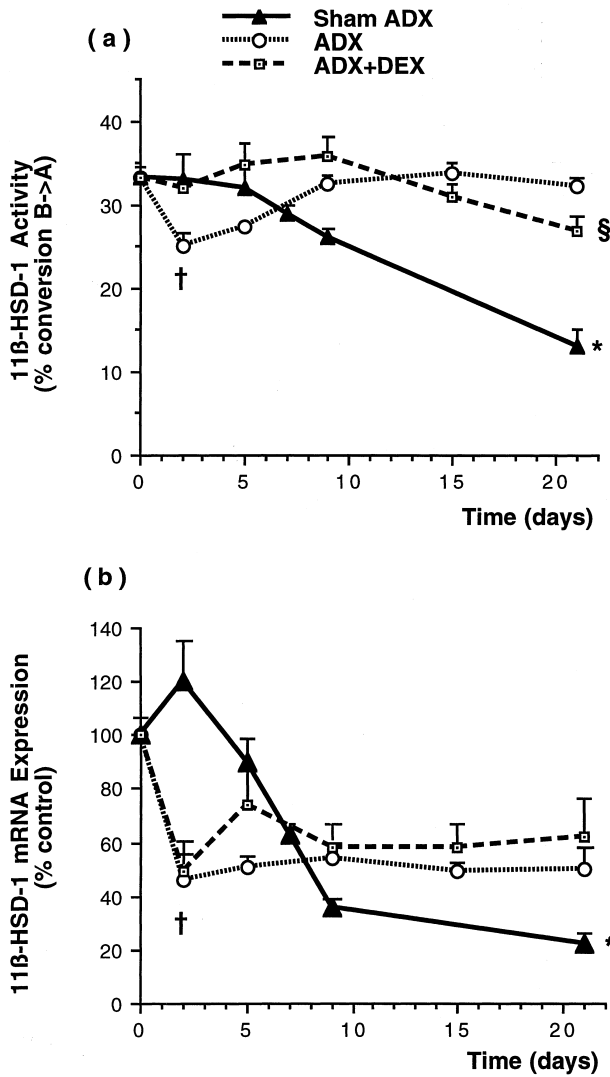 Sham ADX
ADX
ADX+DEX
(a)
11ß-HSD-1 Activity
(% conversion B->A)
40
30
20
10
0
†
§
*
0 5 10 15 20
Time (days)
(b)
11ß-HSD-1 mRNA Expression
(% control)
140
120
100
80
60
40
20
0
†
*
0 5 10 15 20
Time (days)